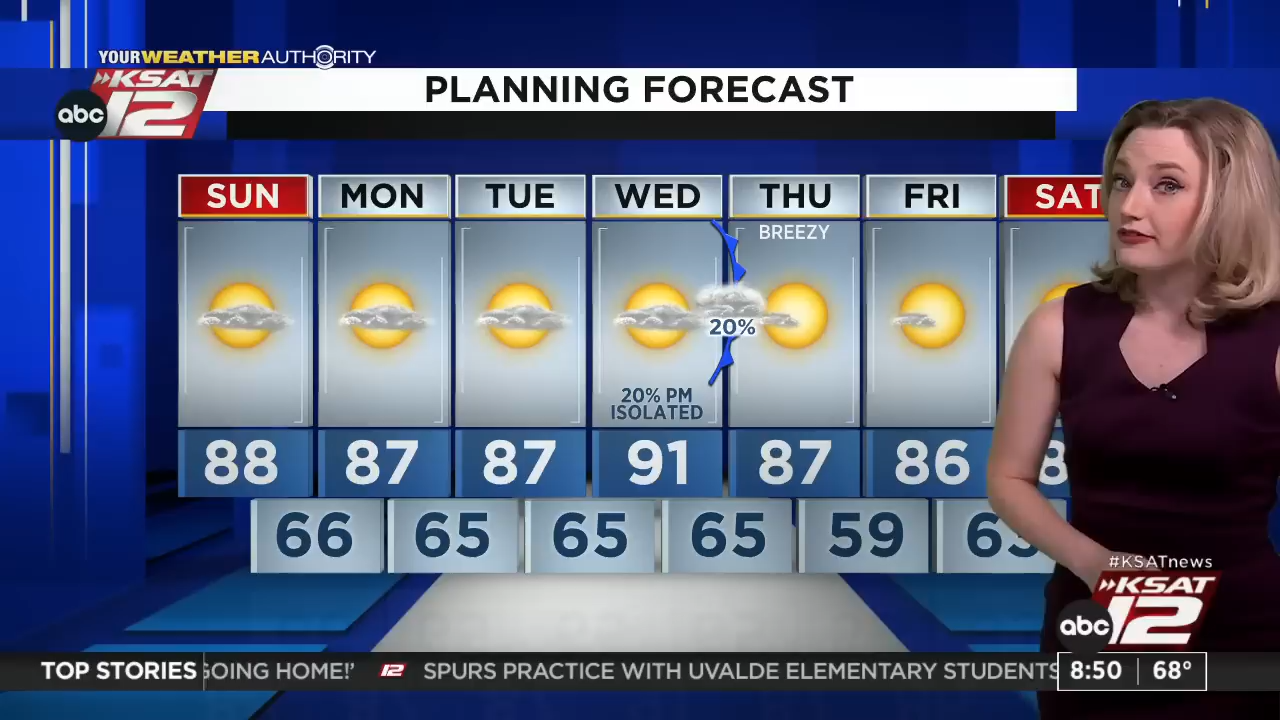 YOURWEATHERAUTHORITY
KSAT
abc 12
PLANNING FORECAST
SUN MON TUE WED THU FRI SAT
BREEZY
20%
20% PM
ISOLATED
88 87 87 91 87 86 8
66 65 65 65 59
#KSATnews
KSAT
abc 12
TOP STORIES GOING HOME!' 12 SPURS PRACTICE WITH UVALDE ELEMENTARY STUDENTS 8:50 68°